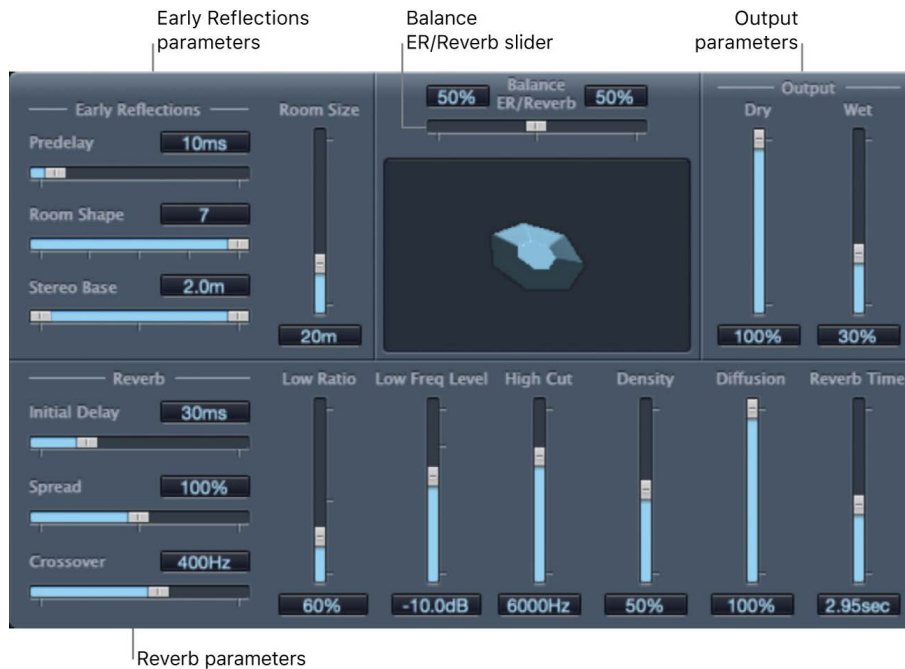 Early Reflections
parameters
Balance
ER/Reverb slider
Output
parameters
Early Reflections
Room Size
Predelay 10ms
Room Shape 7
Stereo Base 2.0m
20m
50% Balance 50%
ER/Reverb
Output
Dry Wet
100% 30%
Reverb
Initial Delay 30ms
Spread 100%
Crossover 400Hz
Low Ratio Low Freq Level High Cut Density Diffusion Reverb Time
60% -10.0dB 6000Hz 50% 100% 2.95sec
Reverb parameters